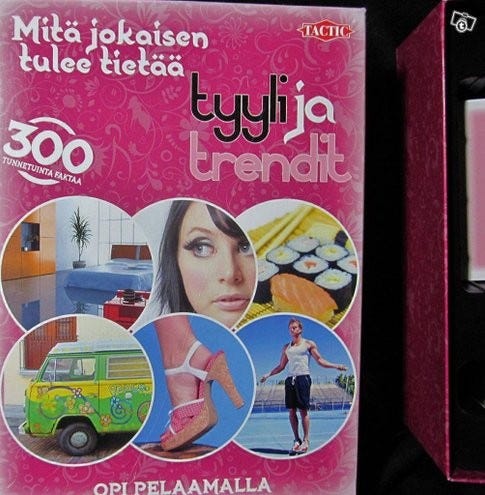 Mitä jokaisen
tulee tietää
TACTIC
tyyli ja
trendit
300
TUNNETUINTA FAKTAA
OPI PELAAMALLA